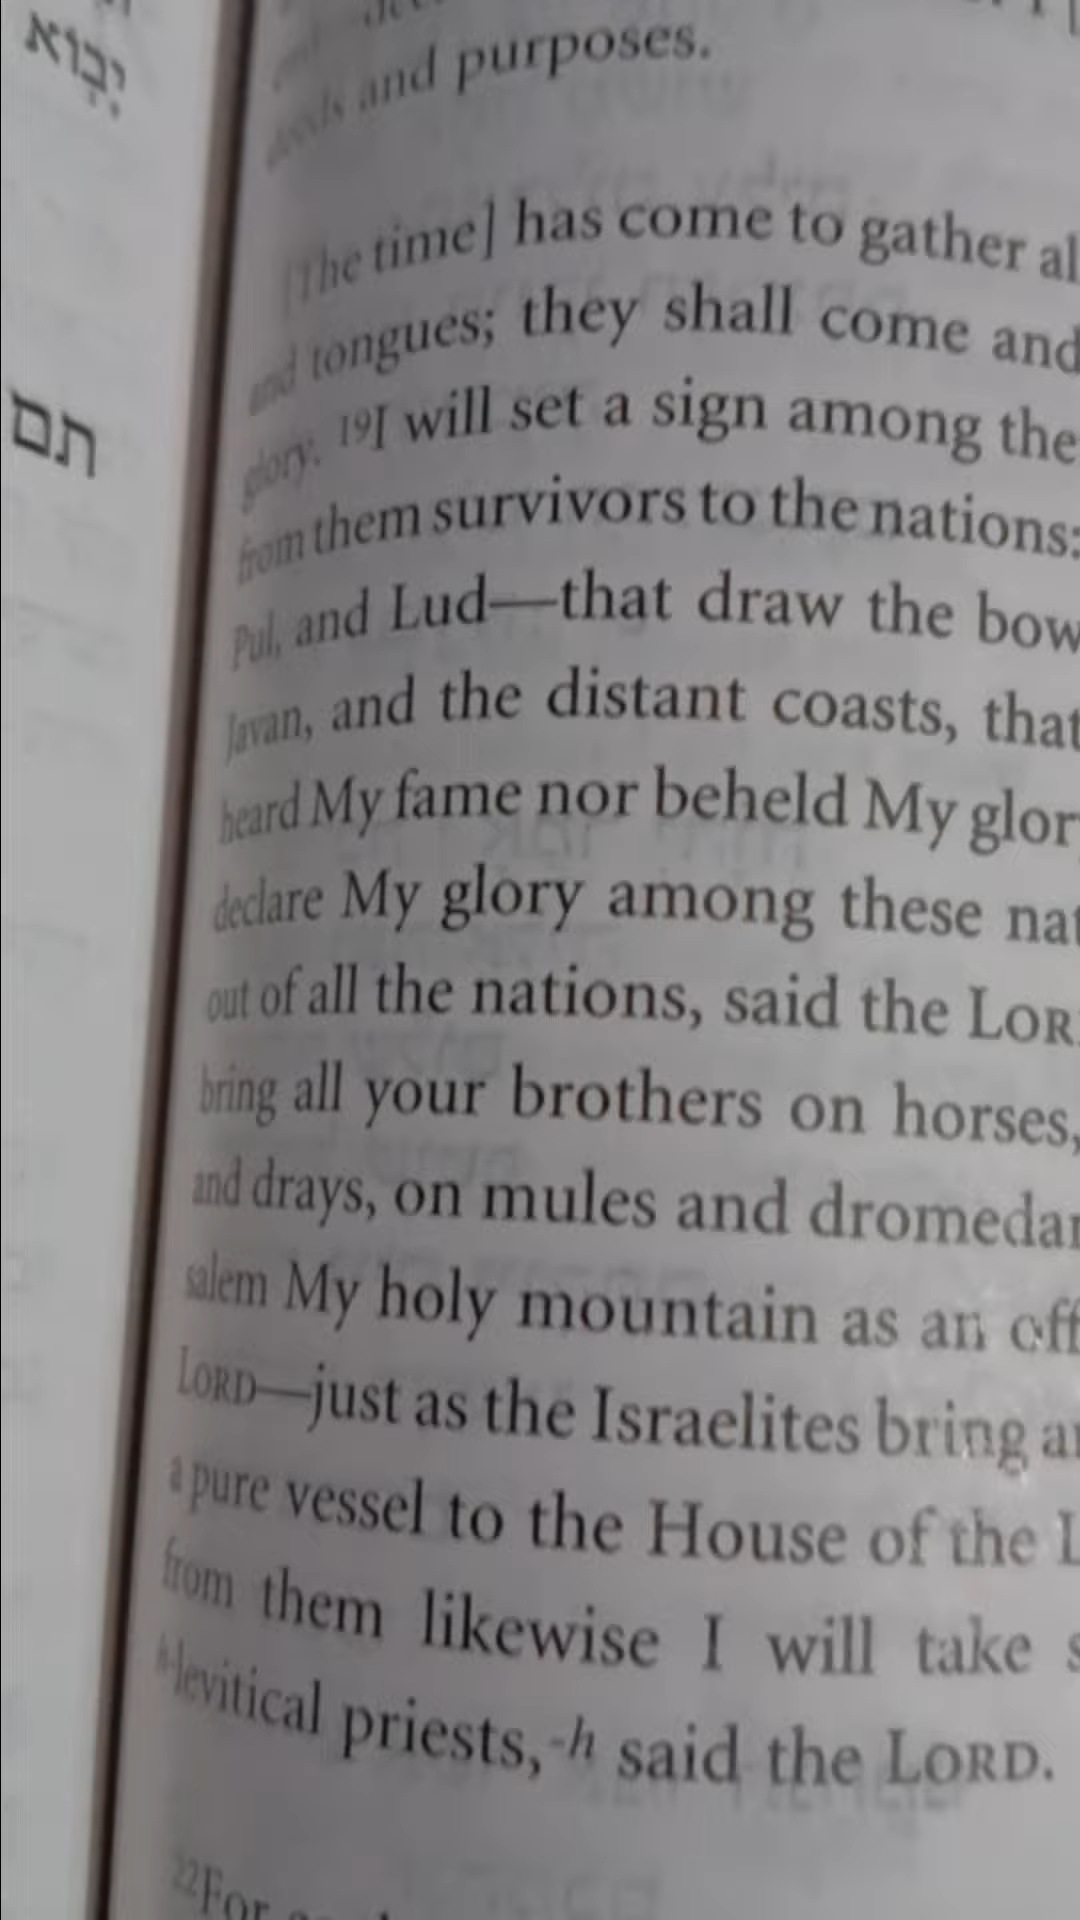 יָבוֹא
תם
deeds and purposes.
[The time] has come to gather al
and tongues; they shall come and
glory. 19I will set a sign among the
from them survivors to the nations:
Pul, and Lud—that draw the bow
Javan, and the distant coasts, that
heard My fame nor beheld My glor
declare My glory among these nat
out of all the nations, said the LOR
bring all your brothers on horses,
and drays, on mules and dromedar
salem My holy mountain as an off
LORD—just as the Israelites bring a
a pure vessel to the House of the L
from them likewise I will take s
h-levitical priests,-h said the LORD.
22For